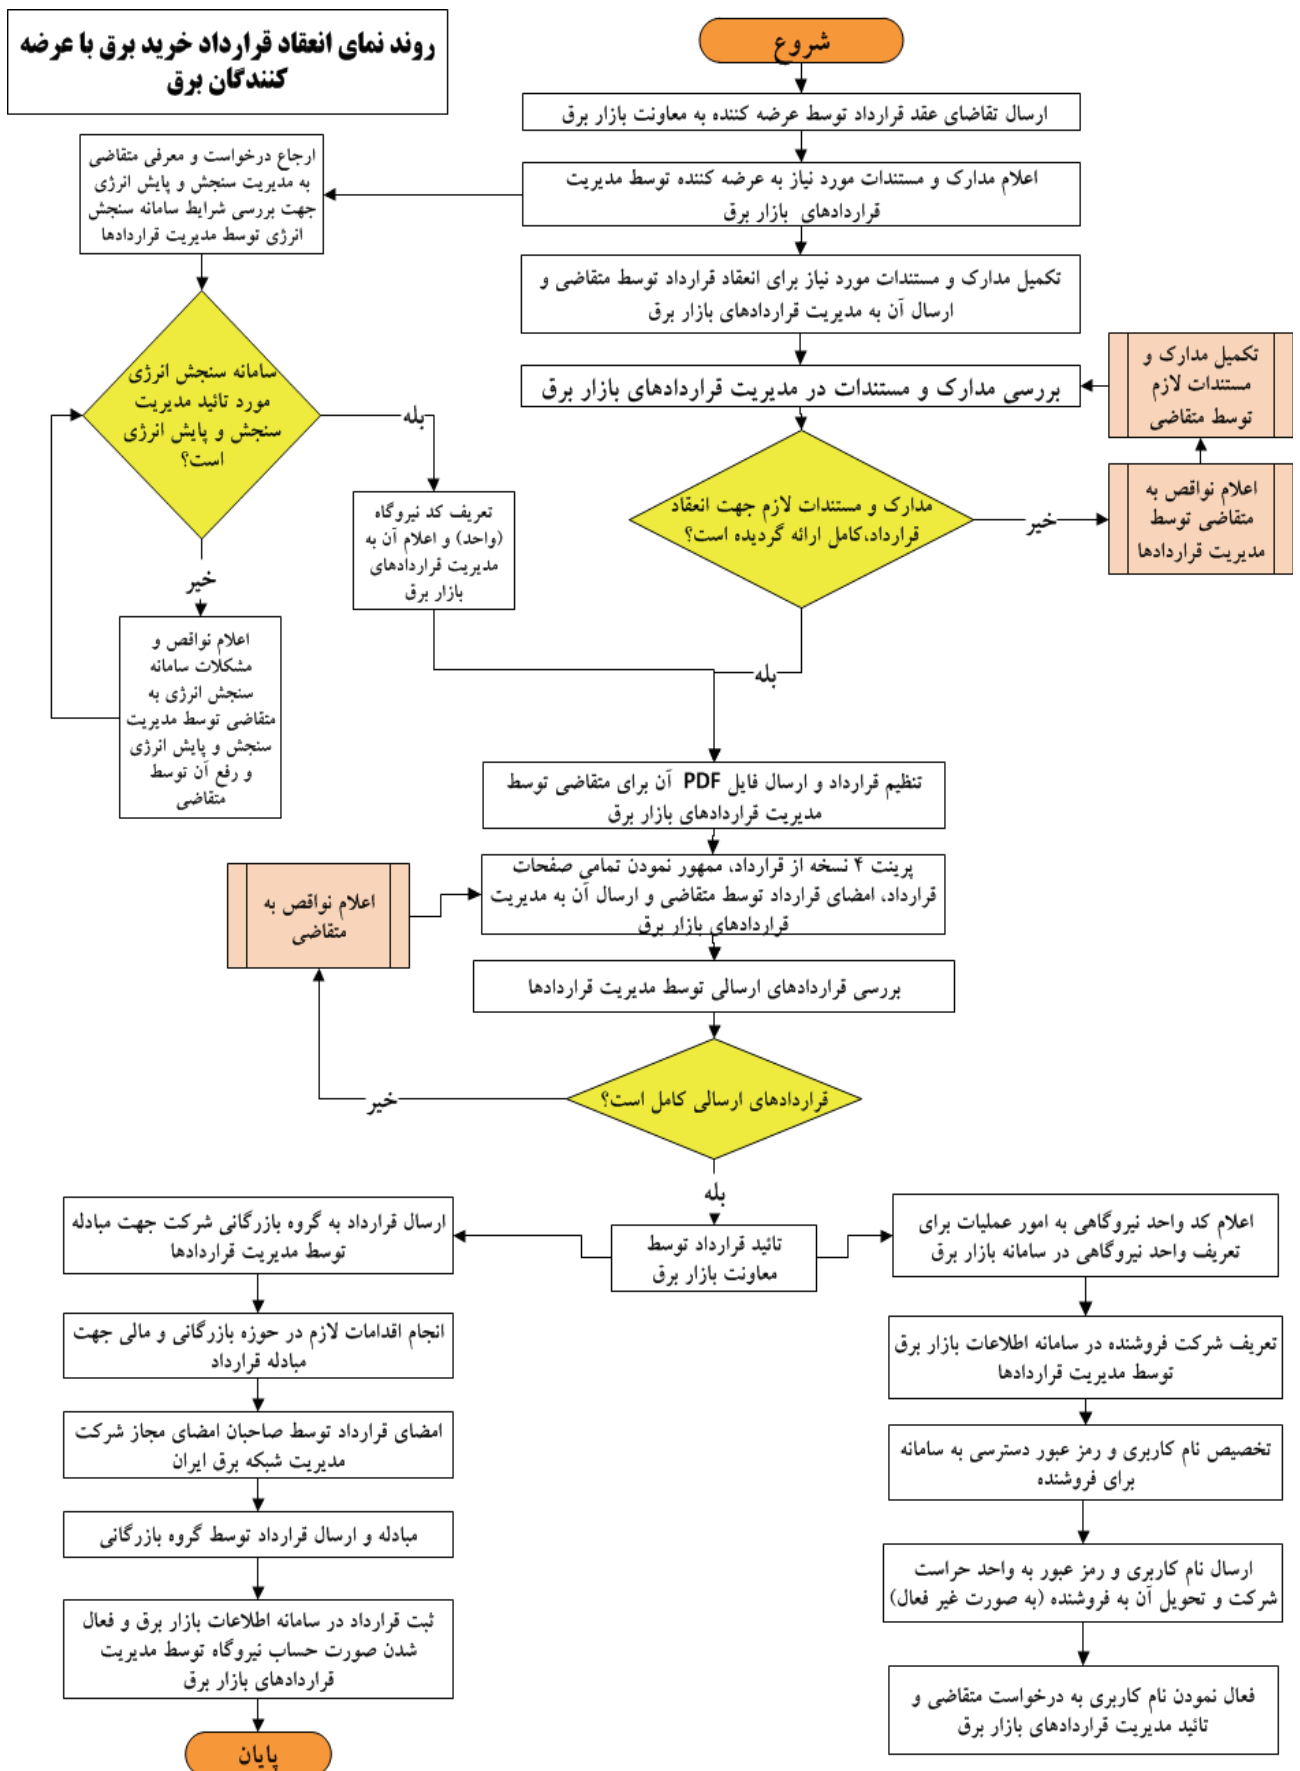 روند نمای انعقاد قرارداد خرید برق با عرضه
کنندگان برق
شروع
ارسال تقاضای عقد قرارداد توسط عرضه کننده به معاونت بازار برق
اعلام مدارک و مستندات مورد نیاز به عرضه کننده توسط مدیریت
قراردادهای بازار برق
ارجاع درخواست و معرفی متقاضی
به مدیریت سنجش و پایش انرژی
جهت بررسی شرایط سامانه سنجش
انرژی توسط مدیریت قراردادها
تکمیل مدارک و مستندات مورد نیاز برای انعقاد قرارداد توسط متقاضی و
ارسال آن به مدیریت قراردادهای بازار برق
بررسی مدارک و مستندات در مدیریت قراردادهای بازار برق
تکمیل مدارک و
مستندات لازم
توسط متقاضی
سامانه سنجش انرژی
مورد تائید مدیریت
سنجش و پایش انرژی
است؟
بله
مدارک و مستندات لازم جهت انعقاد
قرارداد،کامل ارائه گردیده است؟
خیر
اعلام نواقص به
متقاضی توسط
مدیریت قراردادها
تعریف کد نیروگاه
(واحد) و اعلام آن به
مدیریت قراردادهای
بازار برق
خیر
اعلام نواقص و
مشکلات سامانه
سنجش انرژی به
متقاضی توسط مدیریت
سنجش و پایش انرژی
و رفع آن توسط
متقاضی
بله
تنظیم قرارداد و ارسال فایل PDF آن برای متقاضی توسط
مدیریت قراردادهای بازار برق
پرینت ۴ نسخه از قرارداد، ممهور نمودن تمامی صفحات
قرارداد، امضای قرارداد توسط متقاضی و ارسال آن به مدیریت
قراردادهای بازار برق
اعلام نواقص به
متقاضی
بررسی قراردادهای ارسالی توسط مدیریت قراردادها
قراردادهای ارسالی کامل است؟
خیر
بله
تائید قرارداد توسط
معاونت بازار برق
اعلام کد واحد نیروگاهی به امور عملیات برای
تعریف واحد نیروگاهی در سامانه بازار برق
تعریف شرکت فروشنده در سامانه اطلاعات بازار برق
توسط مدیریت قراردادها
تخصیص نام کاربری و رمز عبور دسترسی به سامانه
برای فروشنده
ارسال نام کاربری و رمز عبور به واحد حراست
شرکت و تحویل آن به فروشنده (به صورت غیر فعال)
فعال نمودن نام کاربری به درخواست متقاضی و
تائید مدیریت قراردادهای بازار برق
ارسال قرارداد به گروه بازرگانی شرکت جهت مبادله
توسط مدیریت قراردادها
انجام اقدامات لازم در حوزه بازرگانی و مالی جهت
مبادله قرارداد
امضای قرارداد توسط صاحبان امضای مجاز شرکت
مدیریت شبکه برق ایران
مبادله و ارسال قرارداد توسط گروه بازرگانی
ثبت قرارداد در سامانه اطلاعات بازار برق و فعال
شدن صورت حساب نیروگاه توسط مدیریت
قراردادهای بازار برق
پایان